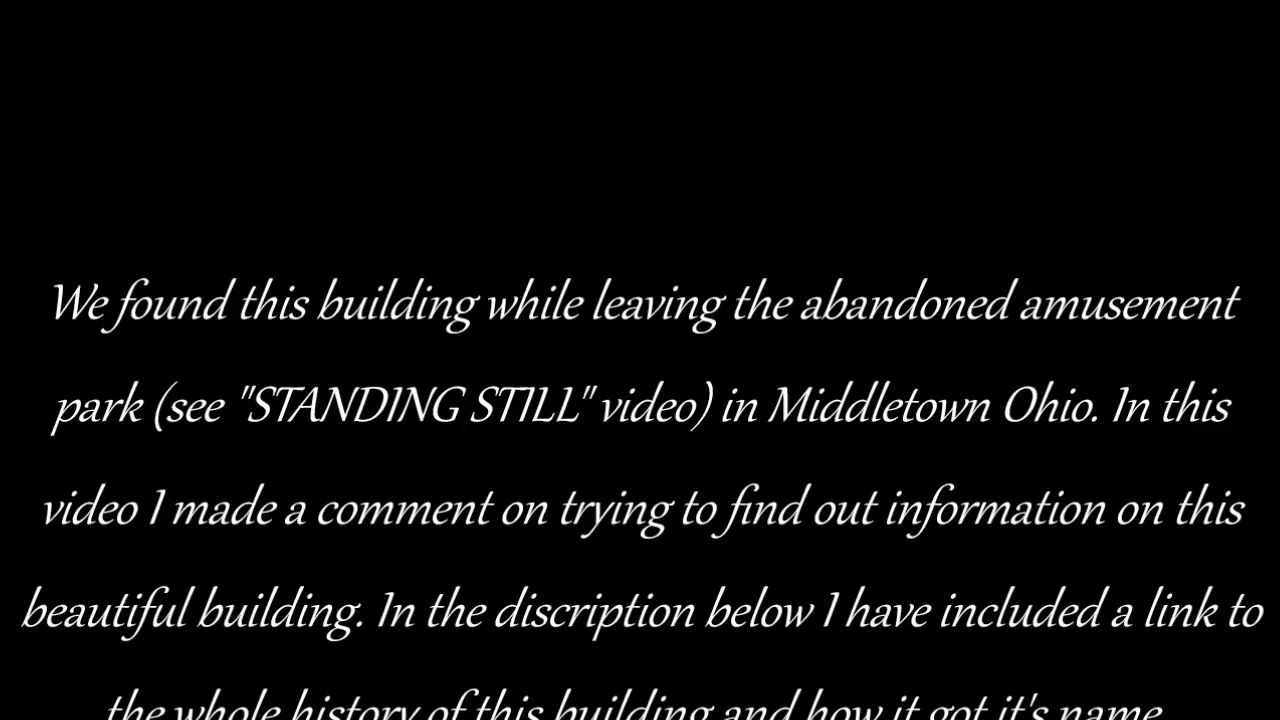 We found this building while leaving the abandoned amusement
park (see "STANDING STILL" video) in Middletown Ohio. In this
video I made a comment on trying to find out information on this
beautiful building. In the discription below I have included a link to
the whole history of this building and how it got it's name